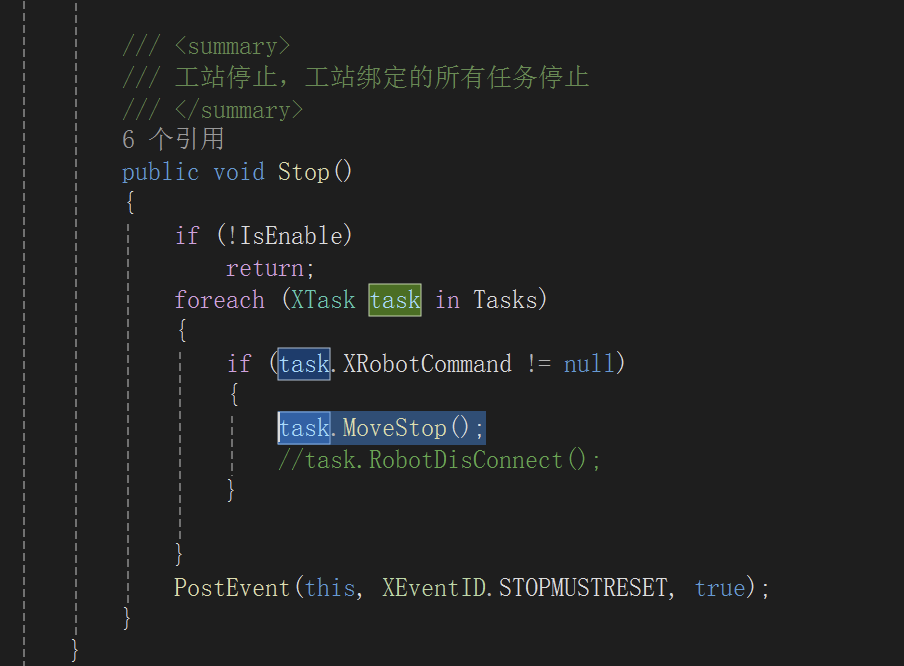 /// <summary>
/// 工站停止，工站绑定的所有任务停止
/// </summary>
6 个引用
public void Stop()
{
if (!IsEnable)
return;
foreach (XTask task in Tasks)
{
if (task.XRobotCommand != null)
{
task.MoveStop();
//task.RobotDisConnect();
}
}
PostEvent(this, XEventID.STOPMUSTRESET, true);
}
}